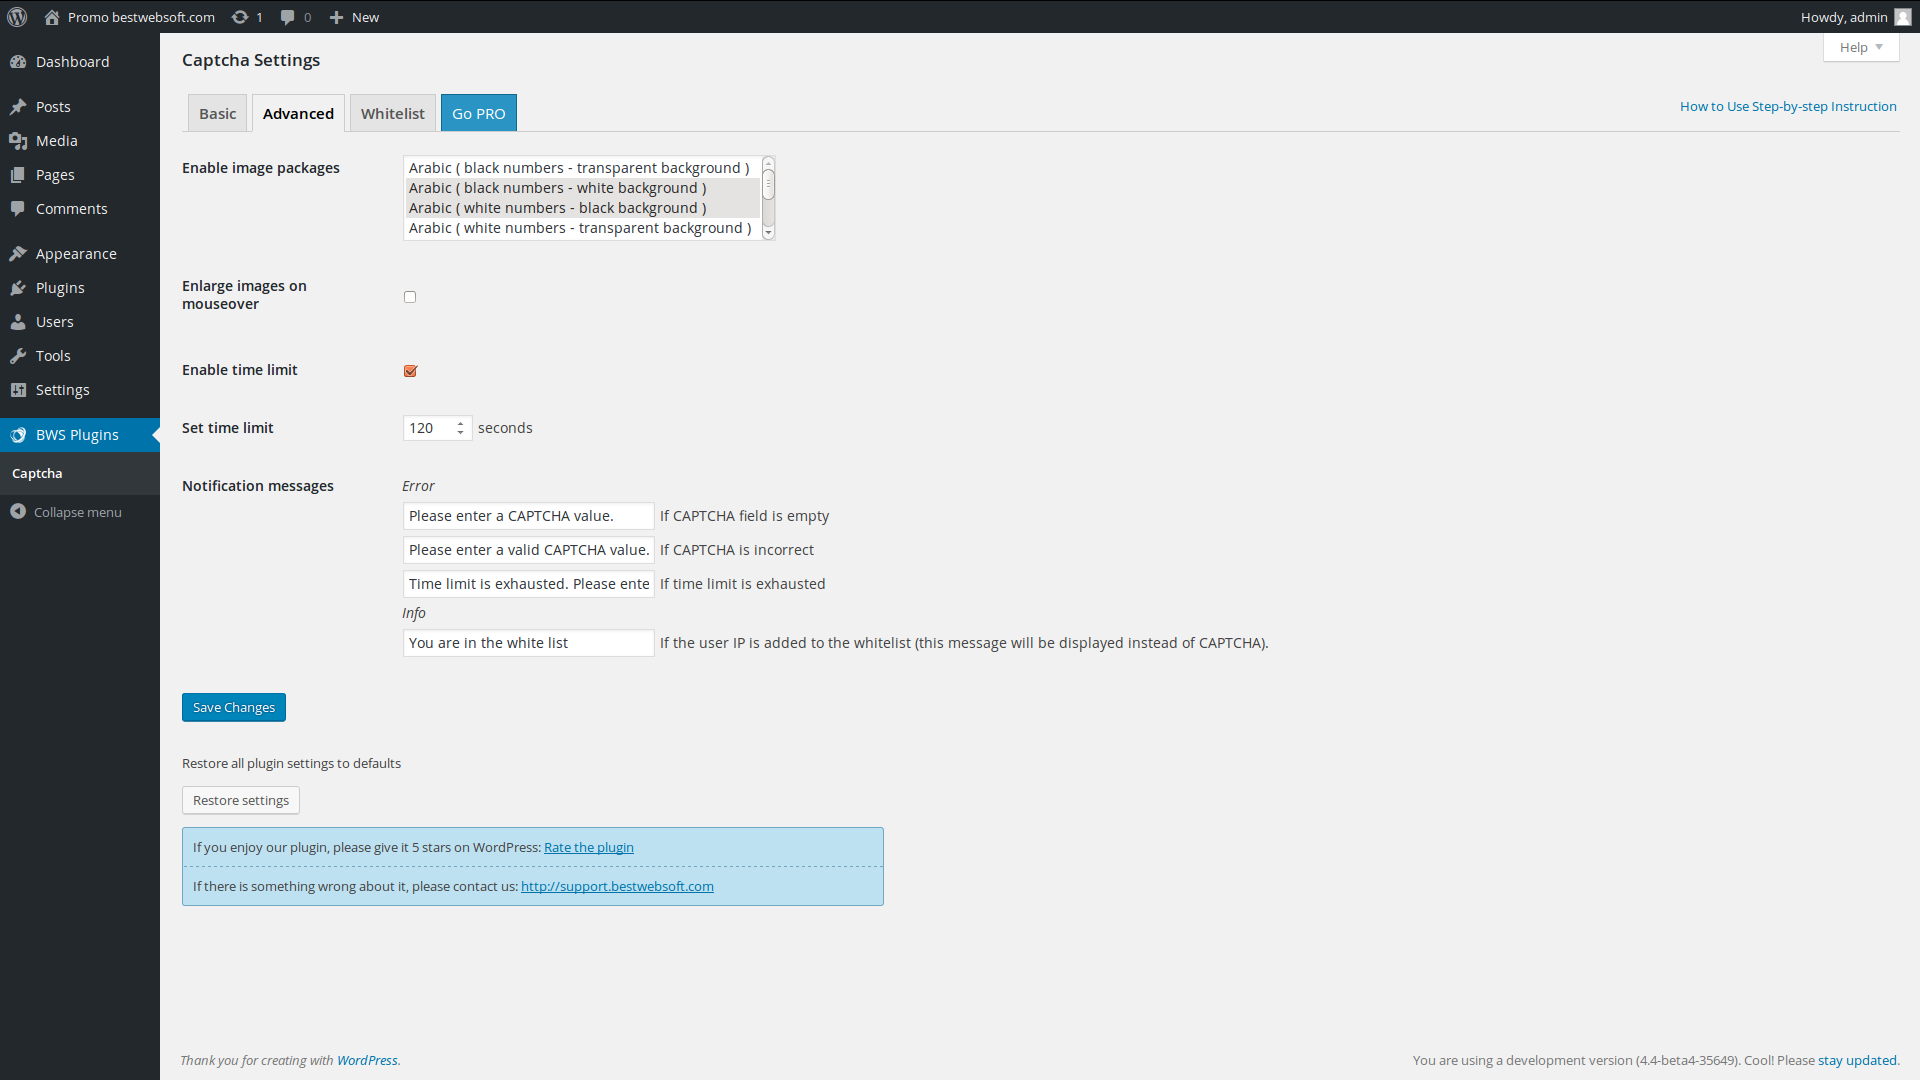 Promo bestwebsoft.com 1 0 New Howdy, admin
Help
Dashboard
Posts
Media
Pages
Comments
Appearance
Plugins
Users
Tools
Settings
BWS Plugins
Captcha
Collapse menu
Captcha Settings
Basic Advanced Whitelist Go PRO
How to Use Step-by-step Instruction
Enable image packages
Arabic ( black numbers - transparent background )
Arabic ( black numbers - white background )
Arabic ( white numbers - black background )
Arabic ( white numbers - transparent background )
Enlarge images on
mouseover
Enable time limit
Set time limit 120 seconds
Notification messages Error
Please enter a CAPTCHA value. If CAPTCHA field is empty
Please enter a valid CAPTCHA value. If CAPTCHA is incorrect
Time limit is exhausted. Please ente If time limit is exhausted
Info
You are in the white list If the user IP is added to the whitelist (this message will be displayed instead of CAPTCHA).
Save Changes
Restore all plugin settings to defaults
Restore settings
If you enjoy our plugin, please give it 5 stars on WordPress: Rate the plugin
If there is something wrong about it, please contact us: http://support.bestwebsoft.com
Thank you for creating with WordPress.
You are using a development version (4.4-beta4-35649). Cool! Please stay updated.